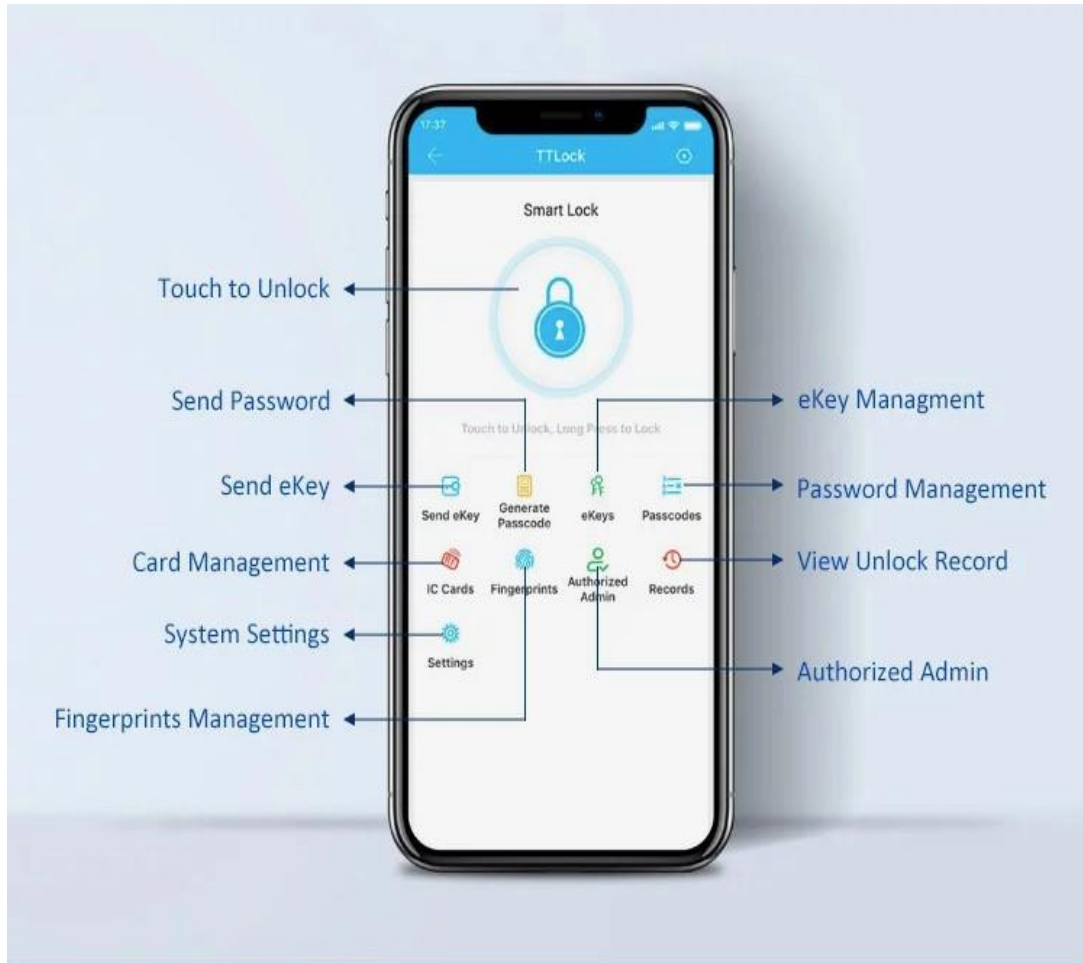 17:37
TTLock
Smart Lock
Touch to Unlock
Send Password
eKey Managment
Touch to Unlock, Long Press to Lock
Send eKey
Password Management
Send eKey
Generate
Passcode
eKeys
Passcodes
Card Management
View Unlock Record
IC Cards
Fingerprints
Authorized
Admin
Records
System Settings
Settings
Authorized Admin
Fingerprints Management